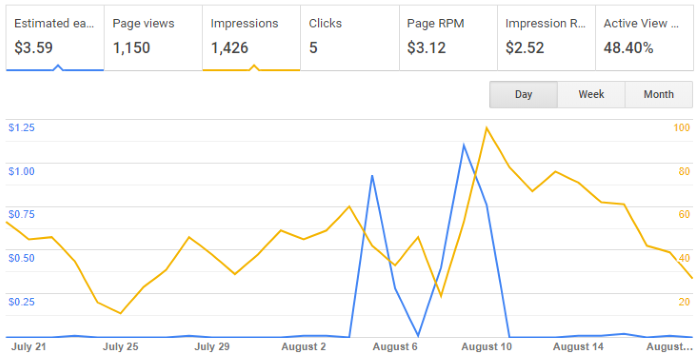 Estimated ea... Page views Impressions Clicks Page RPM Impression R... Active View ...
$3.59 1,150 1,426 5 $3.12 $2.52 48.40%
Day Week Month
$1.25 100
$1.00 80
$0.75 60
$0.50 40
$0.25 20
July 21 July 25 July 29 August 2 August 6 August 10 August 14 August...